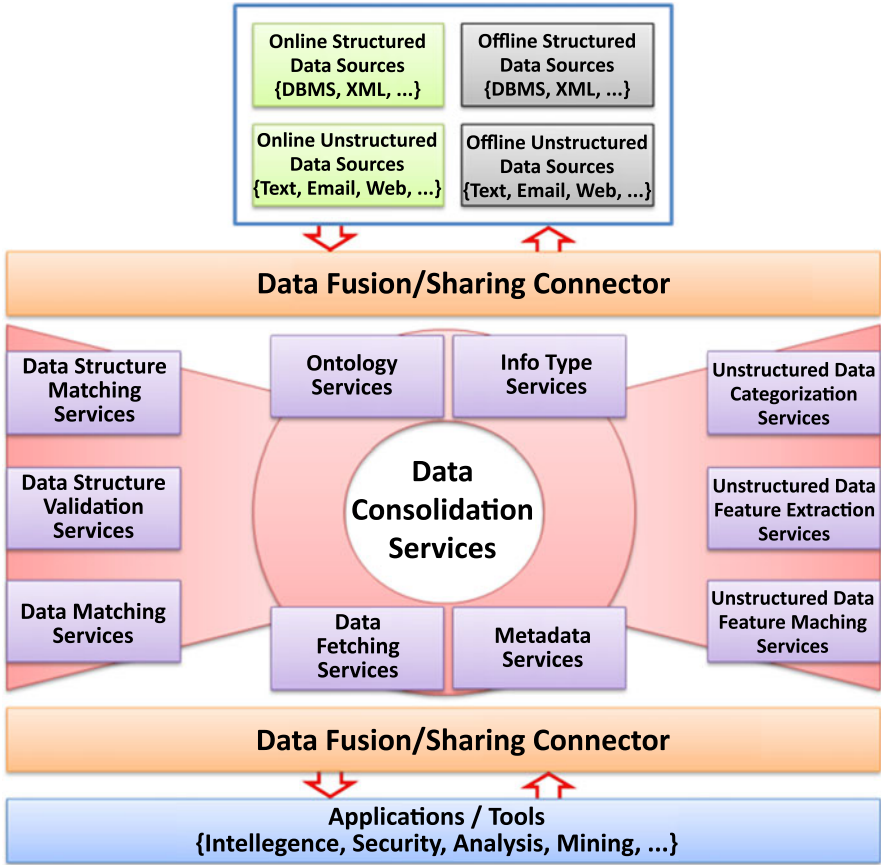 Online Structured
Data Sources
{DBMS, XML, ...}
Offline Structured
Data Sources
{DBMS, XML, ...}
Online Unstructured
Data Sources
{Text, Email, Web, ...}
Offline Unstructured
Data Sources
{Text, Email, Web, ...}
Data Fusion/Sharing Connector
Data Structure
Matching
Services
Ontology
Services
Info Type
Services
Unstructured Data
Categorization
Services
Data Structure
Validation
Services
Data
Consolidation
Services
Unstructured Data
Feature Extraction
Services
Data Matching
Services
Data
Fetching
Services
Metadata
Services
Unstructured Data
Feature Maching
Services
Data Fusion/Sharing Connector
Applications / Tools
{Intellegence, Security, Analysis, Mining, ...}